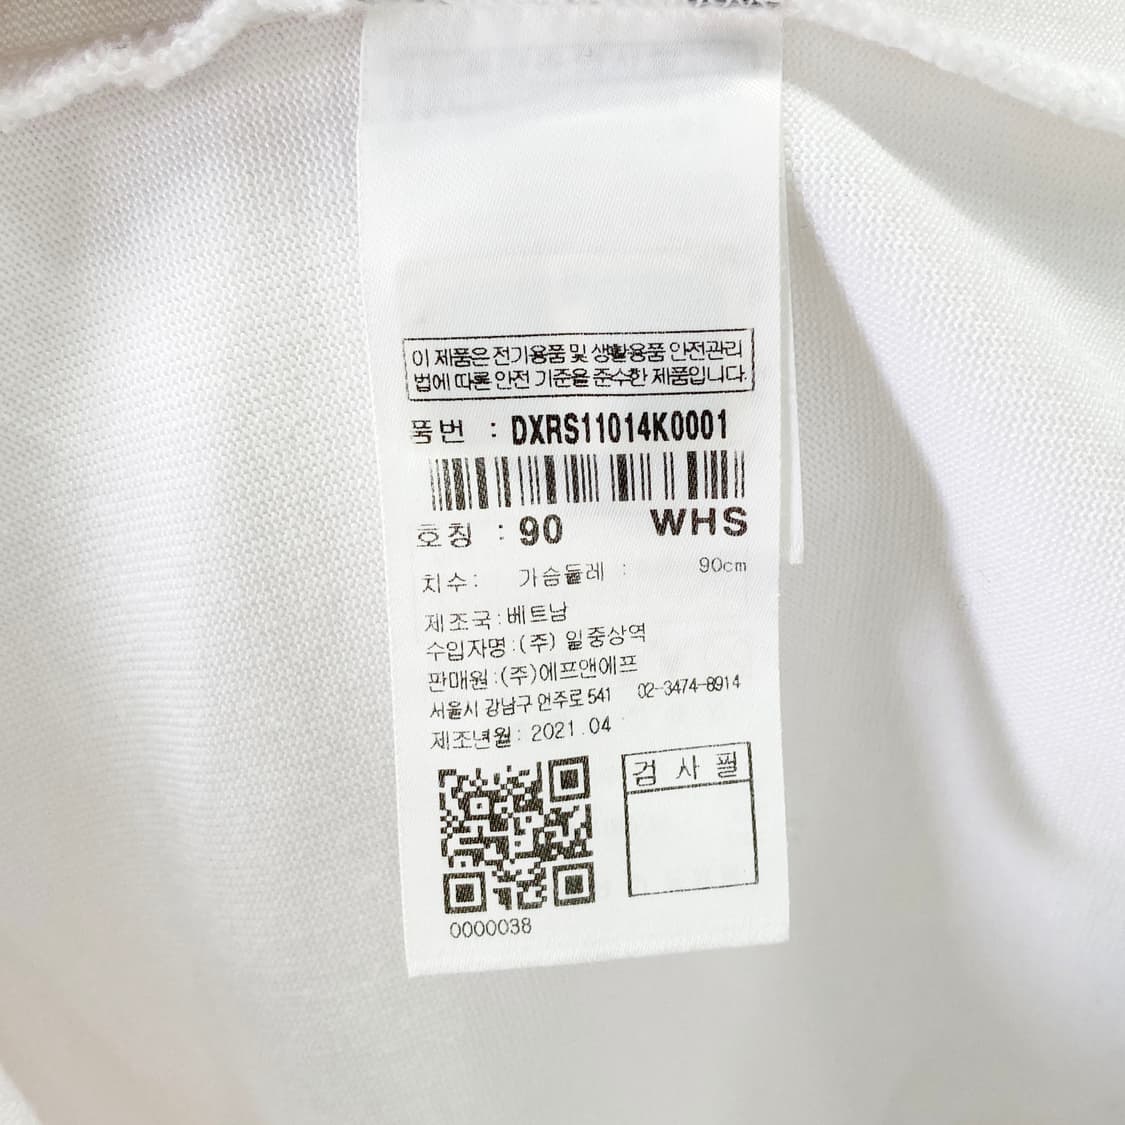 이 제품은 전기용품 및 생활용품 안전관리
법에 따른 안전 기준을 준수한 제품입니다.
품번 : DXRS11014K0001
호칭 : 90 WHS
치수: 가슴둘레 : 90cm
제조국:베트남
수입자명:(주) 일중상역
판매원:(주)에프앤에프
서울시 강남구 언주로 541 02-3474-8914
제조년월: 2021.04
검 사 필
0000038